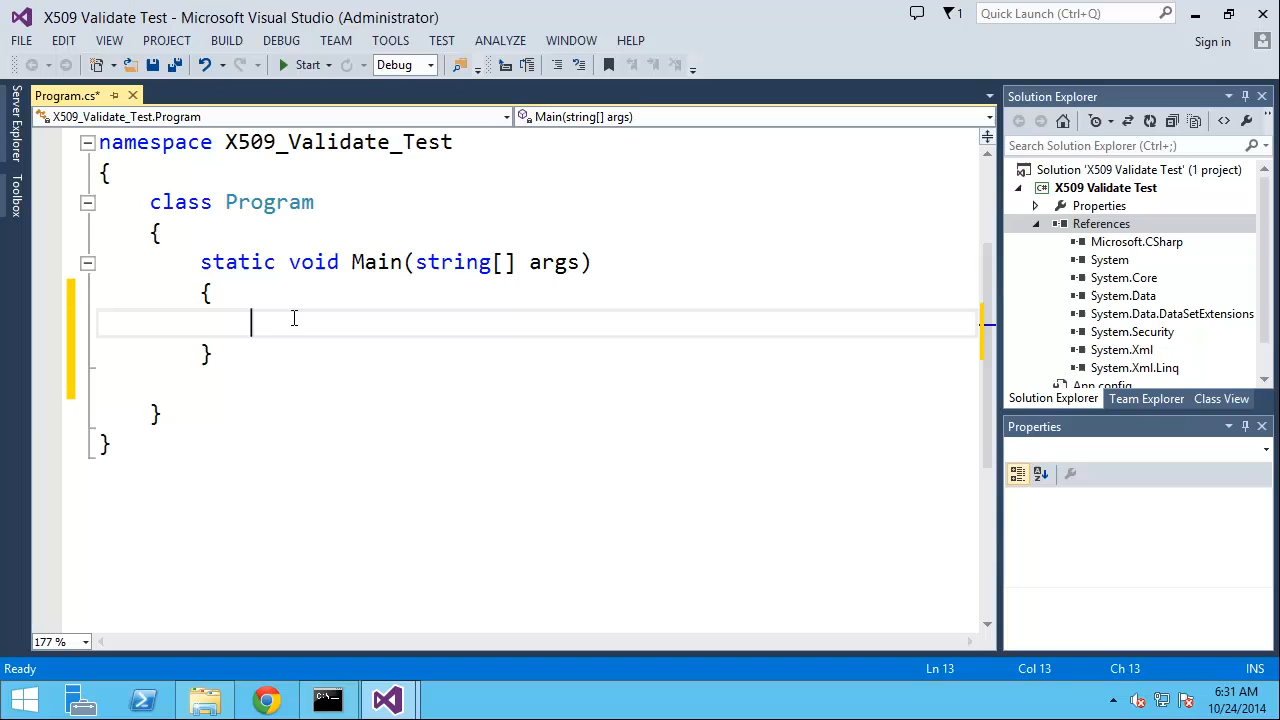 X509 Validate Test - Microsoft Visual Studio (Administrator)
1
Quick Launch (Ctrl+Q)
FILE EDIT VIEW PROJECT BUILD DEBUG TEAM TOOLS TEST ANALYZE WINDOW HELP
Sign in
Start
Debug
Server Explorer
Toolbox
Program.cs*
X509_Validate_Test.Program
Main(string[] args)
namespace X509_Validate_Test
{
class Program
{
static void Main(string[] args)
{
}
}
}
177 %
Solution Explorer
Search Solution Explorer (Ctrl+;)
Solution 'X509 Validate Test' (1 project)
C# X509 Validate Test
Properties
References
Microsoft.CSharp
System
System.Core
System.Data
System.Data.DataSetExtensions
System.Security
System.Xml
System.Xml.Linq
App.config
Solution Explorer Team Explorer Class View
Properties
Ready
Ln 13 Col 13 Ch 13 INS
C:\
6:31 AM
10/24/2014